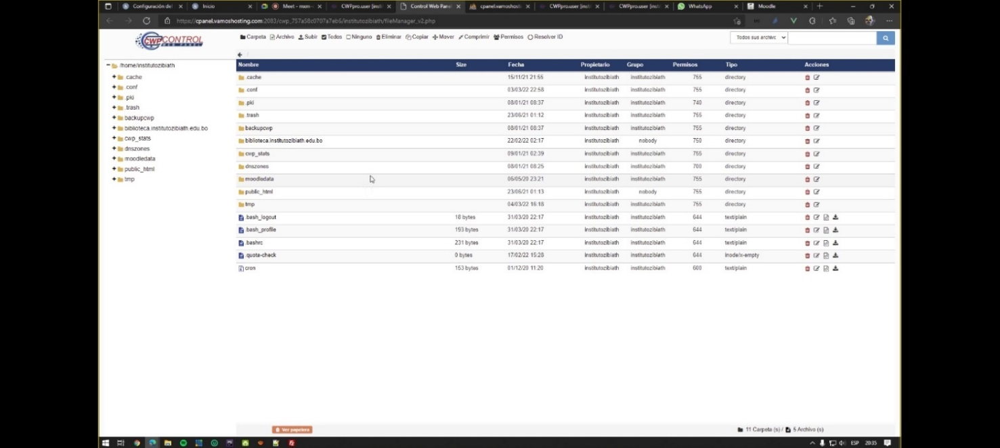 Configuración de Inicio Meet - msm- CWPpro.user [insti Control Web Panel cpanel.vamoshosti CWPpro.user [insti CWPpro.user [insti WhatsApp Moodle
https://cpanel.vamoshosting.com:2083/cwp_757a58c0707a7eb6/institutozibiath/fileManager_v2.php
CWPCONTROL
WEB PANEL
Carpeta Archivo Subir Todos Ninguno Eliminar Copiar Mover Comprimir Permisos Resolver ID
Todos sus archivc
/home/institutozibiath
.cache
.conf
.pki
.trash
backupcwp
biblioteca.institutozibiath.edu.bo
cwp_stats
dnszones
moodledata
public_html
tmp
Nombre Size Fecha Propietario Grupo Permisos Tipo Acciones
.cache 15/11/21 21:55 institutozibiath institutozibiath 755 directory
.conf 03/03/22 22:58 institutozibiath institutozibiath 755 directory
.pki 08/01/21 08:37 institutozibiath institutozibiath 740 directory
.trash 23/06/21 01:12 institutozibiath institutozibiath 755 directory
backupcwp 08/01/21 08:37 institutozibiath institutozibiath 755 directory
biblioteca.institutozibiath.edu.bo 22/02/22 02:17 institutozibiath nobody 750 directory
cwp_stats 09/01/21 02:39 institutozibiath institutozibiath 755 directory
dnszones 08/01/21 08:25 institutozibiath institutozibiath 700 directory
moodledata 06/05/20 23:21 institutozibiath institutozibiath 755 directory
public_html 23/06/21 01:13 institutozibiath nobody 755 directory
tmp 04/03/22 16:18 institutozibiath institutozibiath 755 directory
.bash_logout 18 bytes 31/03/20 22:17 institutozibiath institutozibiath 644 text/plain
.bash_profile 193 bytes 31/03/20 22:17 institutozibiath institutozibiath 644 text/plain
.bashrc 231 bytes 31/03/20 22:17 institutozibiath institutozibiath 644 text/plain
.quota-check 0 bytes 17/02/22 15:28 institutozibiath institutozibiath 644 inode/x-empty
cron 153 bytes 01/12/20 11:20 institutozibiath institutozibiath 600 text/plain
Ver papelera
11 Carpeta (s) / 5 Archivo (s)
ESP 20:35